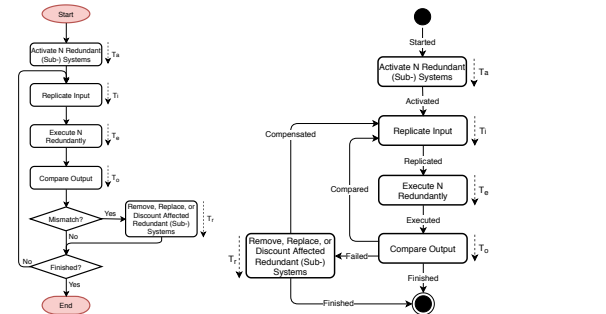 Start
Activate N Redundant
(Sub-) Systems
Ta
Replicate Input
Ti
Execute N
Redundantly
Te
Compare Output
To
Mismatch?
Yes
Remove, Replace, or
Discount Affected
Redundant (Sub-)
Systems
Tr
No
Finished?
No
Yes
End
Started
Activate N Redundant
(Sub-) Systems
Ta
Activated
Compensated
Replicate Input
Ti
Replicated
Compared
Execute N
Redundantly
Te
Executed
Compare Output
To
Failed
Remove, Replace, or
Discount Affected
Redundant (Sub-)
Systems
Tr
Finished
Finished